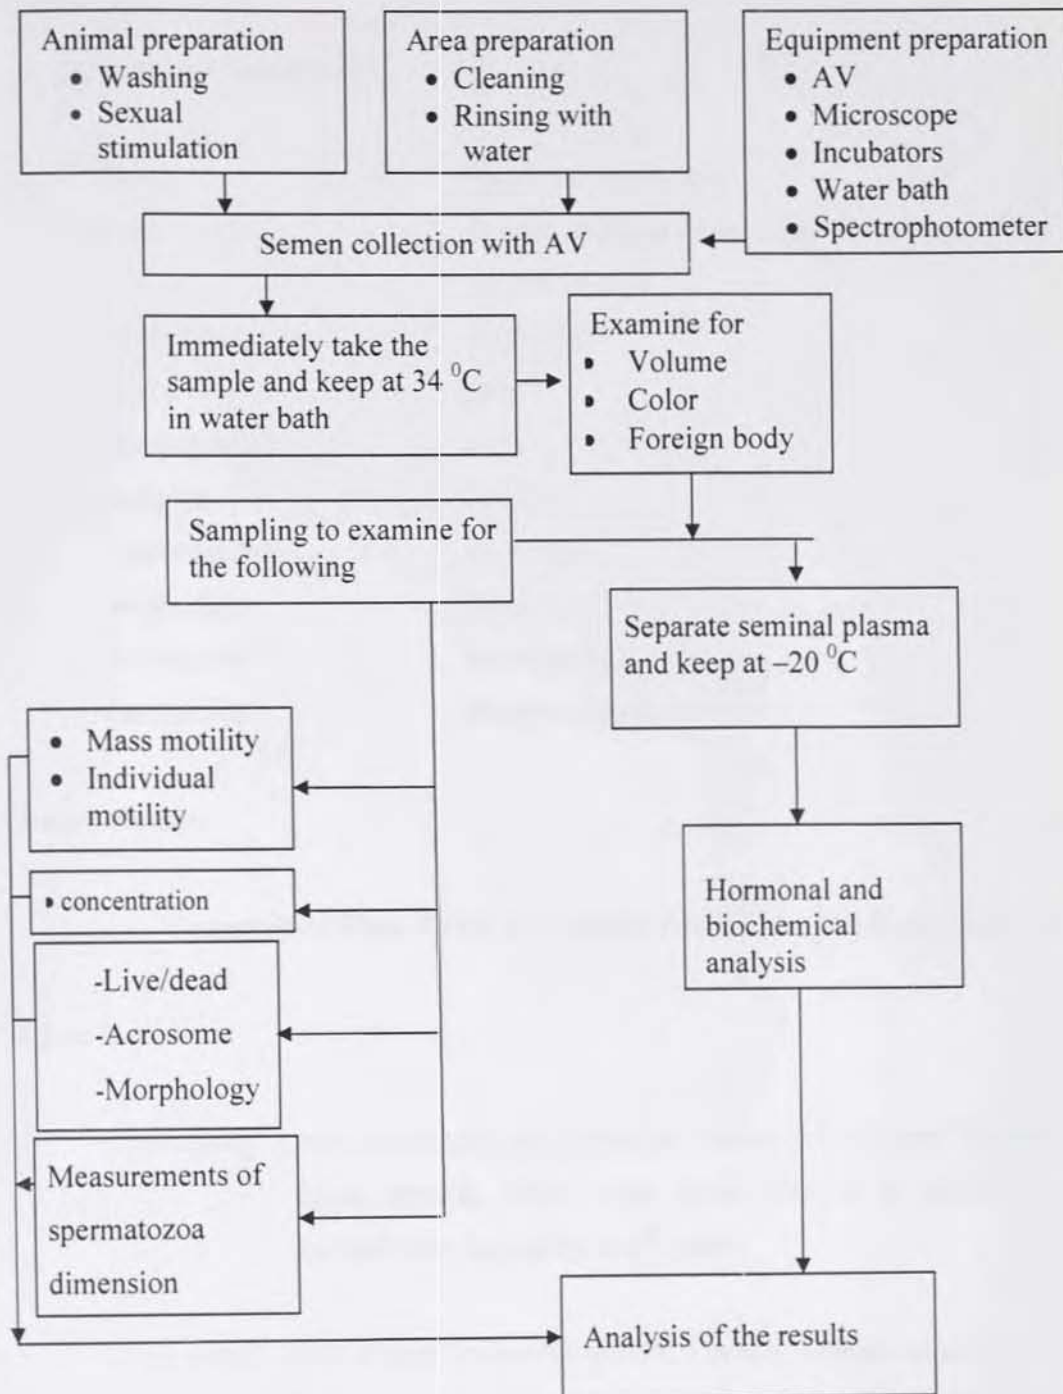 Animal preparation
• Washing
• Sexual
stimulation
Area preparation
• Cleaning
• Rinsing with
water
Equipment preparation
• AV
• Microscope
• Incubators
• Water bath
• Spectrophotometer
Semen collection with AV
Immediately take the
sample and keep at 34 ⁰C
in water bath
Examine for
• Volume
• Color
• Foreign body
Sampling to examine for
the following
Separate seminal plasma
and keep at –20 ⁰C
• Mass motility
• Individual
motility
• concentration
-Live/dead
-Acrosome
-Morphology
Measurements of
spermatozoa
dimension
Hormonal and
biochemical
analysis
Analysis of the results